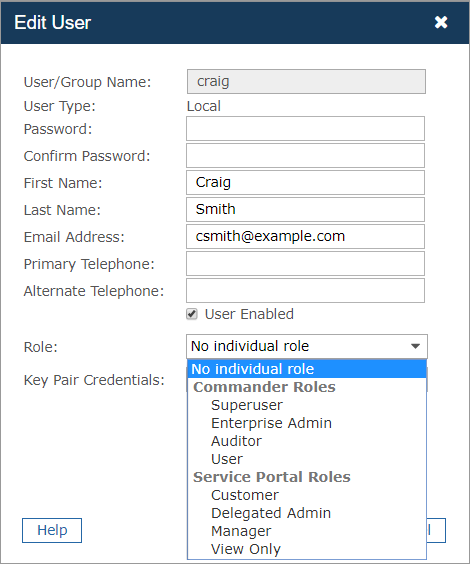 Edit User
User/Group Name: craig
User Type: Local
Password:
Confirm Password:
First Name: Craig
Last Name: Smith
Email Address: csmith@example.com
Primary Telephone:
Alternate Telephone:
User Enabled
Role: No individual role
No individual role
Key Pair Credentials:
Commander Roles
Superuser
Enterprise Admin
Auditor
User
Service Portal Roles
Customer
Delegated Admin
Manager
View Only
Help